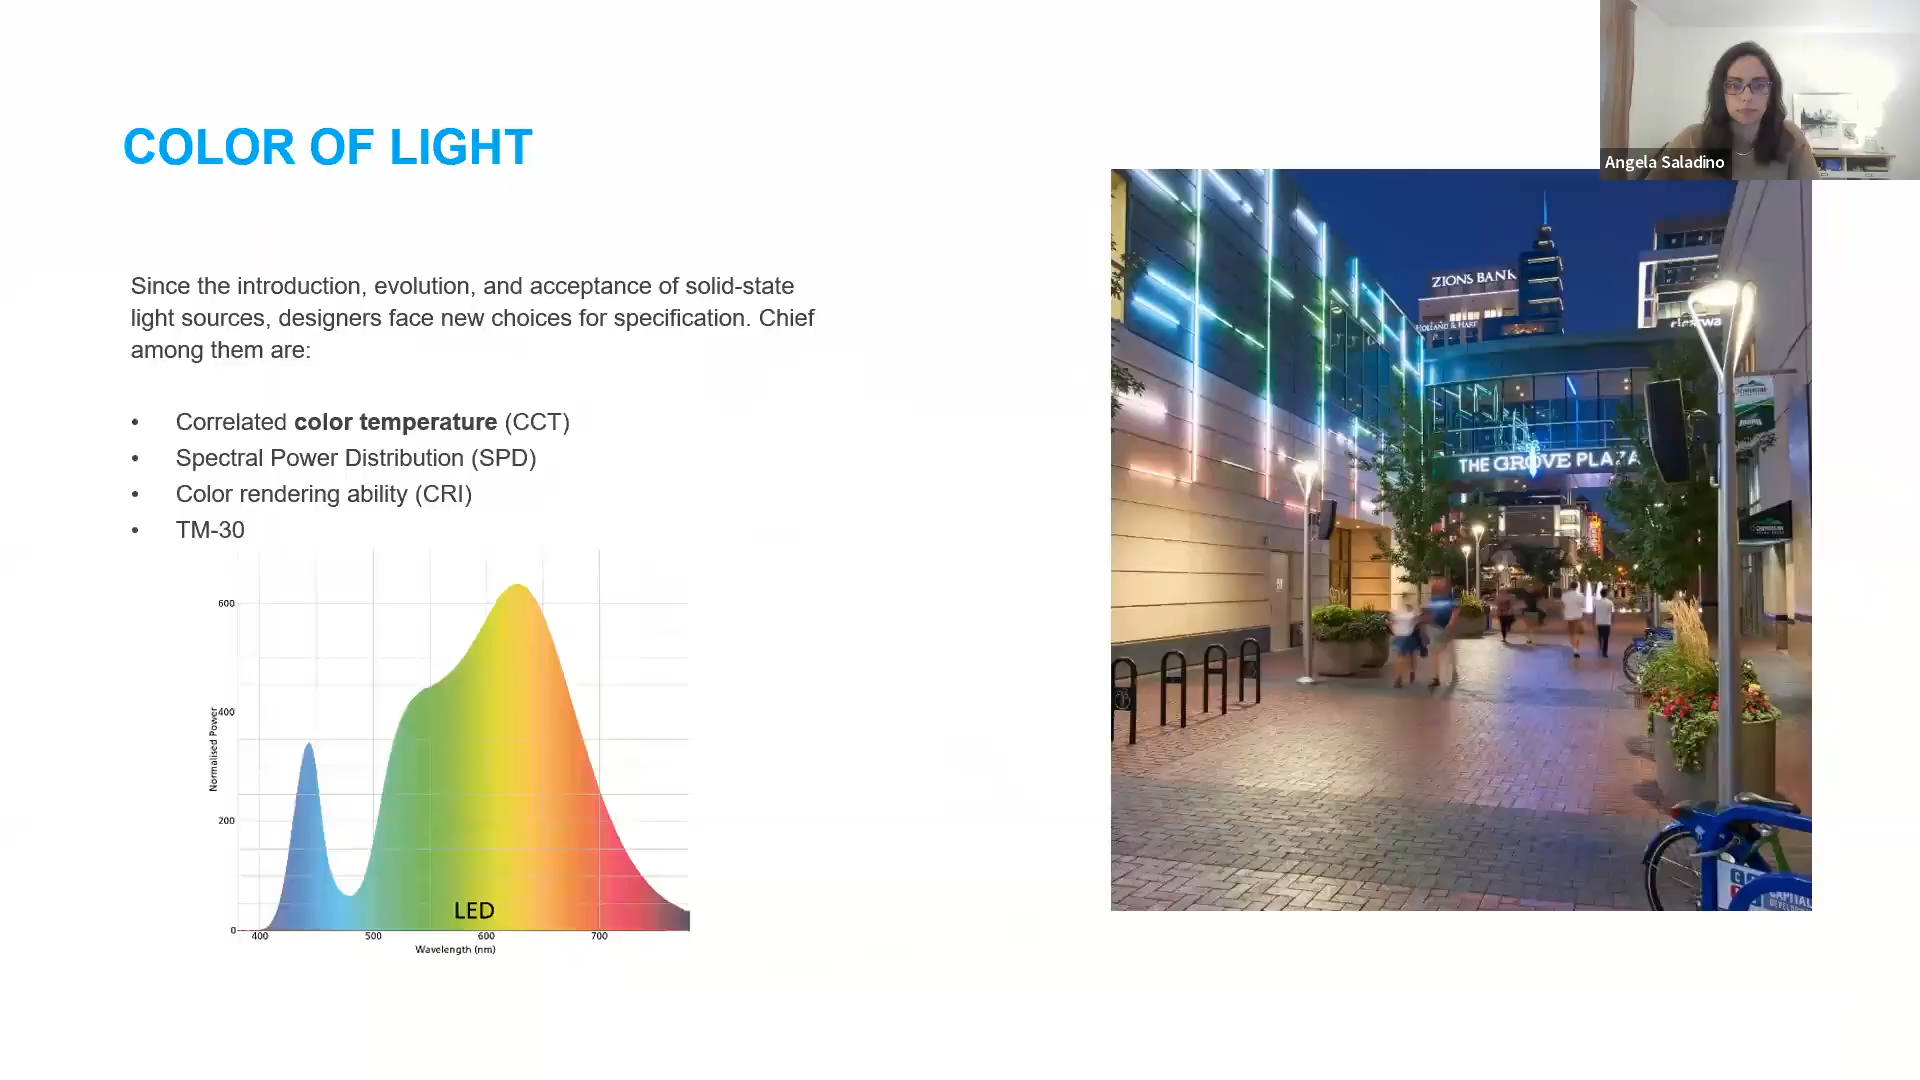 COLOR OF LIGHT
Angela Saladino
Since the introduction, evolution, and acceptance of solid-state
light sources, designers face new choices for specification. Chief
among them are:
• Correlated color temperature (CCT)
• Spectral Power Distribution (SPD)
• Color rendering ability (CRI)
• TM-30
600
400
200
0
Normalised Power
LED
400 500 600 700
Wavelength (nm)
ZIONS BANK
HOLLAND & HART
THE GROVE PLAZA